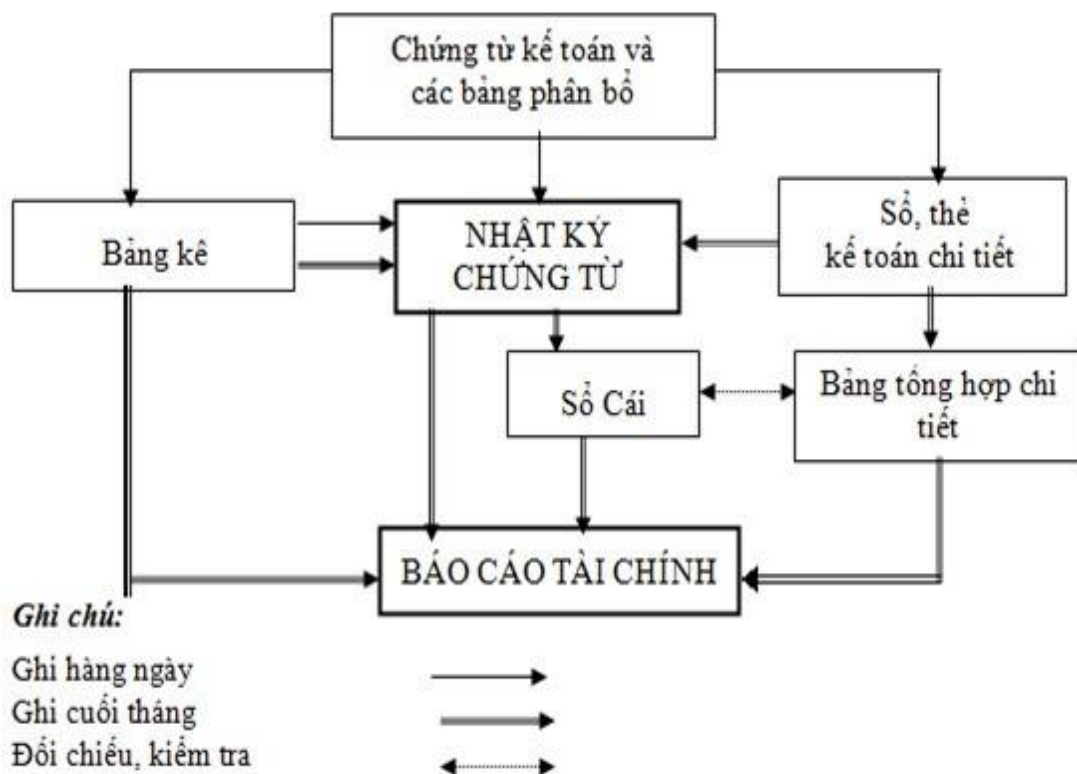 Chứng từ kế toán và
các bảng phân bổ
Bảng kê
NHẬT KÝ
CHỨNG TỪ
Sổ, thẻ
kế toán chi tiết
Sổ Cái
Bảng tổng hợp chi
tiết
BÁO CÁO TÀI CHÍNH
Ghi chú:
Ghi hàng ngày
Ghi cuối tháng
Đối chiếu, kiểm tra